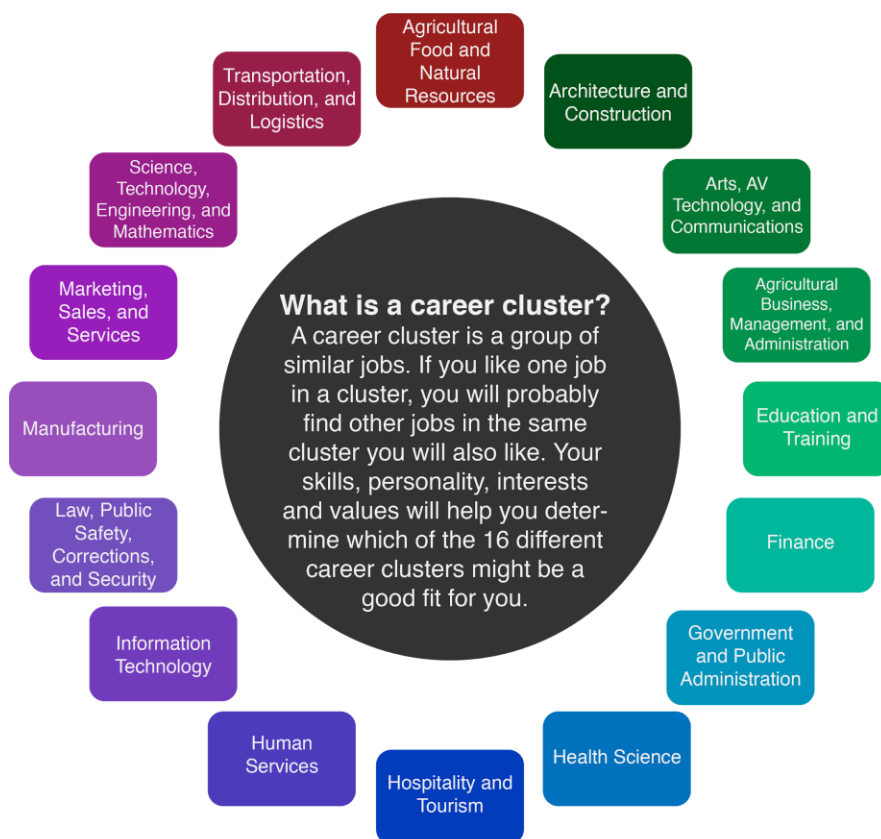 Agricultural
Food and
Natural
Resources
Architecture and
Construction
Arts, AV
Technology, and
Communications
Agricultural
Business,
Management, and
Administration
Education and
Training
Finance
Government
and Public
Administration
Health Science
Hospitality and
Tourism
Human
Services
Information
Technology
Law, Public
Safety,
Corrections,
and Security
Manufacturing
Marketing,
Sales, and
Services
Science,
Technology,
Engineering, and
Mathematics
Transportation,
Distribution, and
Logistics
What is a career cluster?
A career cluster is a group of
similar jobs. If you like one job
in a cluster, you will probably
find other jobs in the same
cluster you will also like. Your
skills, personality, interests
and values will help you deter-
mine which of the 16 different
career clusters might be a
good fit for you.